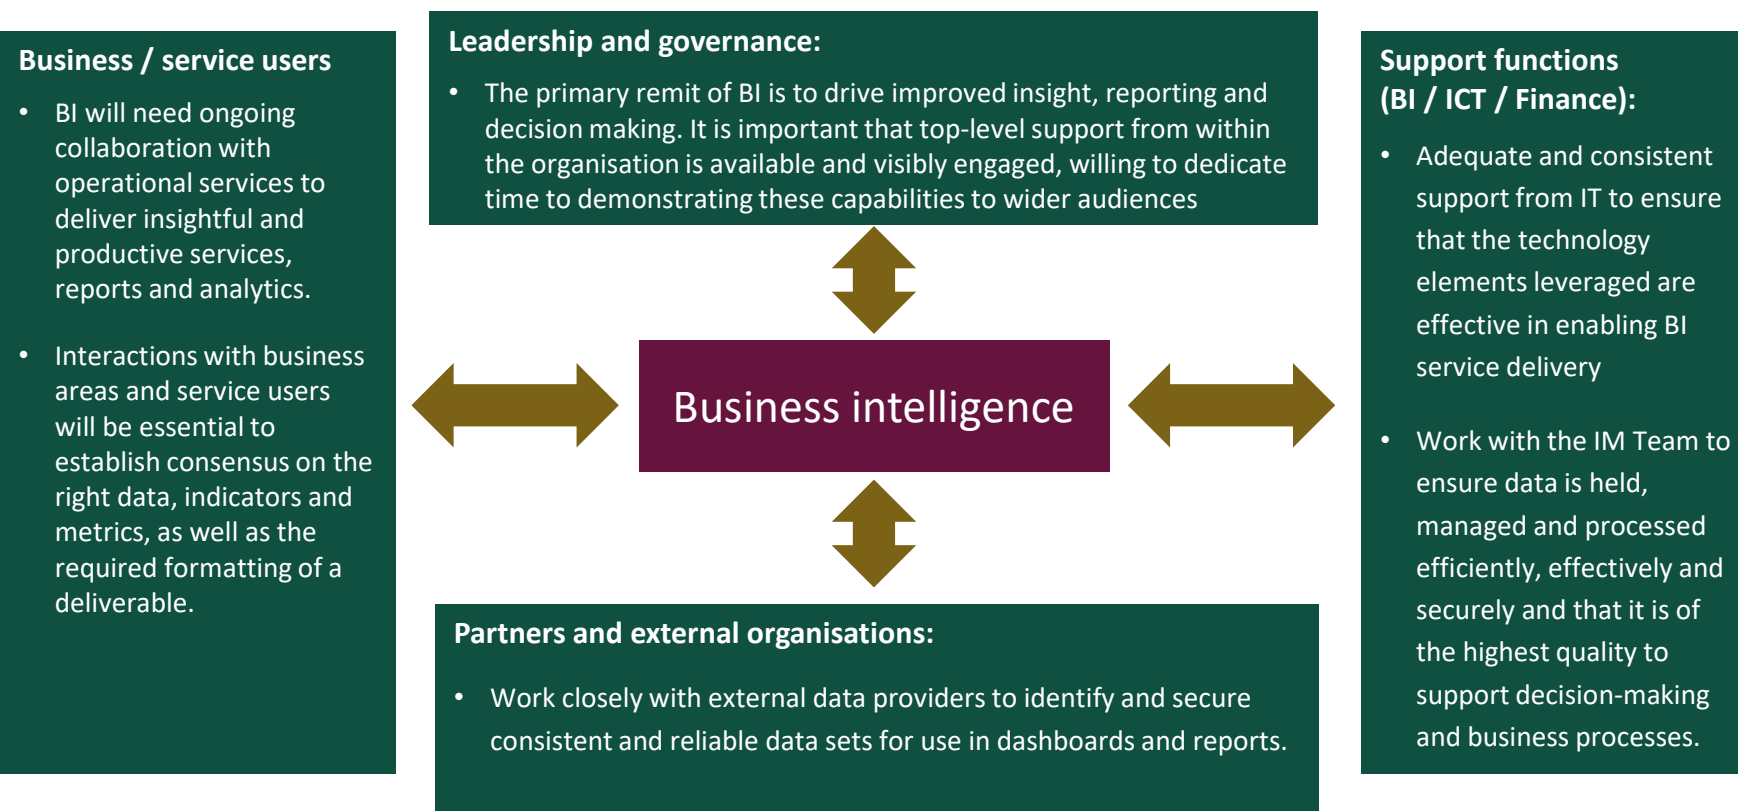 Business / service users
• BI will need ongoing
collaboration with
operational services to
deliver insightful and
productive services,
reports and analytics.
• Interactions with business
areas and service users
will be essential to
establish consensus on the
right data, indicators and
metrics, as well as the
required formatting of a
deliverable.
Leadership and governance:
• The primary remit of BI is to drive improved insight, reporting and
decision making. It is important that top-level support from within
the organisation is available and visibly engaged, willing to dedicate
time to demonstrating these capabilities to wider audiences
Business intelligence
Partners and external organisations:
• Work closely with external data providers to identify and secure
consistent and reliable data sets for use in dashboards and reports.
Support functions
(BI / ICT / Finance):
• Adequate and consistent
support from IT to ensure
that the technology
elements leveraged are
effective in enabling BI
service delivery
• Work with the IM Team to
ensure data is held,
managed and processed
efficiently, effectively and
securely and that it is of
the highest quality to
support decision-making
and business processes.